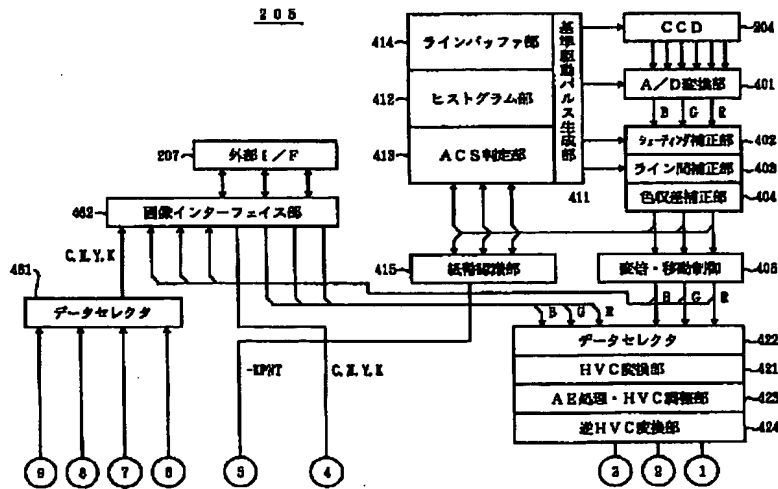 205
414
ラインバッファ部
412
ヒストグラム部
413
ACS判定部
基準駆動パルス生成部
411
CCD
204
A/D変換部
401
B G R
シェーディング補正部
402
ライン間補正部
403
色収差補正部
404
207
外部I/F
462
画像インターフェイス部
C,M,Y,K
461
データセレクタ
415
紙幣認識部
変倍・移動制御
405
B G R
B G R
データセレクタ
422
HVC変換部
421
AE処理・HVC調整部
423
逆HVC変換部
424
-KPNT
C,M,Y,K
9 8 7 6 5 4 3 2 1